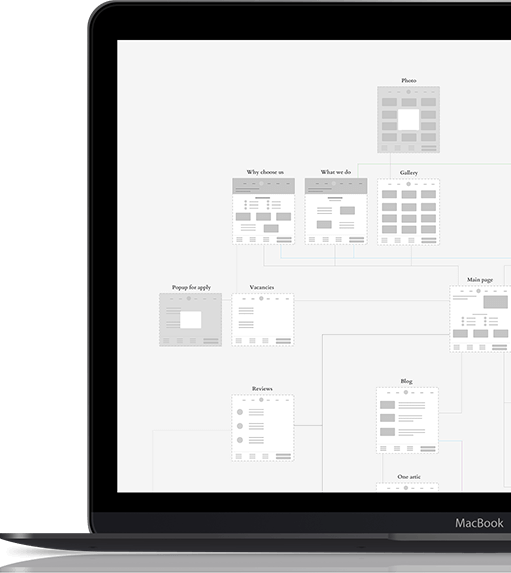 Photo
Why choose us
What we do
Gallery
Main page
Popup for apply
Vacancies
Blog
Reviews
One artic
MacBook